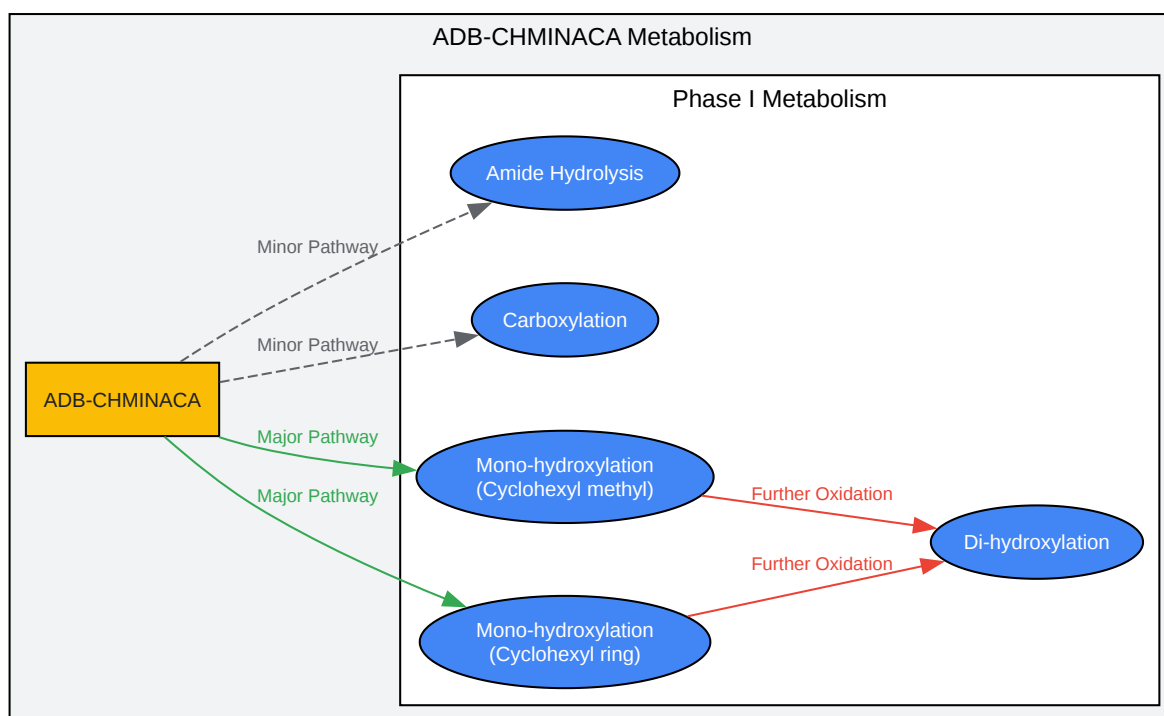 ADB-CHMINACA Metabolism
Phase I Metabolism
Amide Hydrolysis
Minor Pathway
Carboxylation
Minor Pathway
ADB-CHMINACA
Major Pathway
Mono-hydroxylation
(Cyclohexyl methyl)
Further Oxidation
Major Pathway
Di-hydroxylation
Further Oxidation
Mono-hydroxylation
(Cyclohexyl ring)